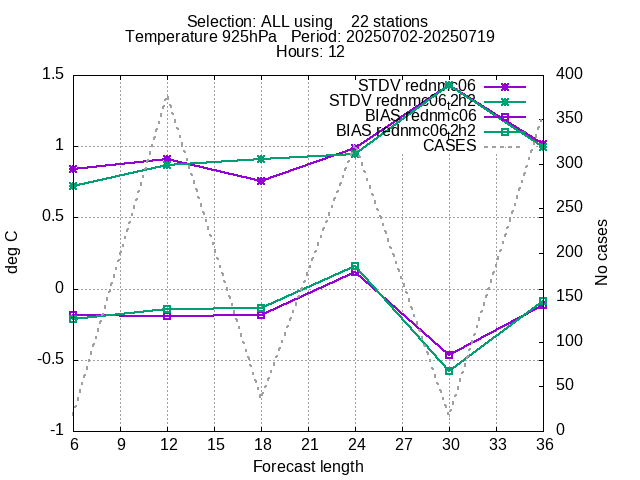 Selection: ALL using 22 stations
Temperature 925hPa Period: 20250702-20250719
Hours: 12
STDV rednmc06
STDV rednmc06,2h2
BIAS rednmc06
BIAS rednmc06,2h2
CASES
1.5
1
0.5
0
-0.5
-1
400
350
300
250
200
150
100
50
0
deg C
No cases
6 9 12 15 18 21 24 27 30 33 36
Forecast length